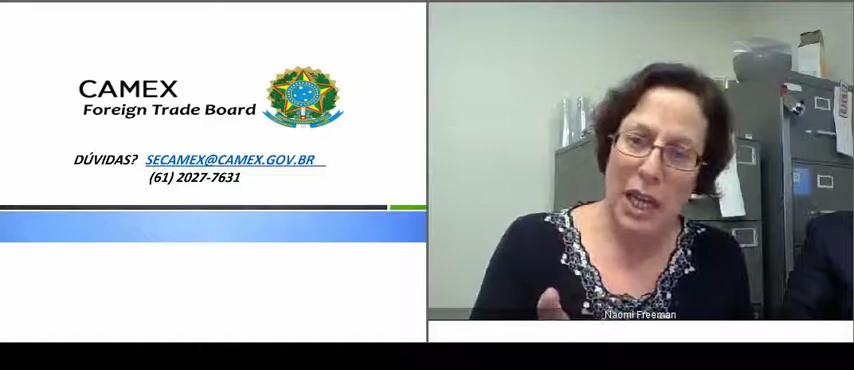 CAMEX
Foreign Trade Board
DÚVIDAS? SECAMEX@CAMEX.GOV.BR
(61) 2027-7631
Naomi Freeman